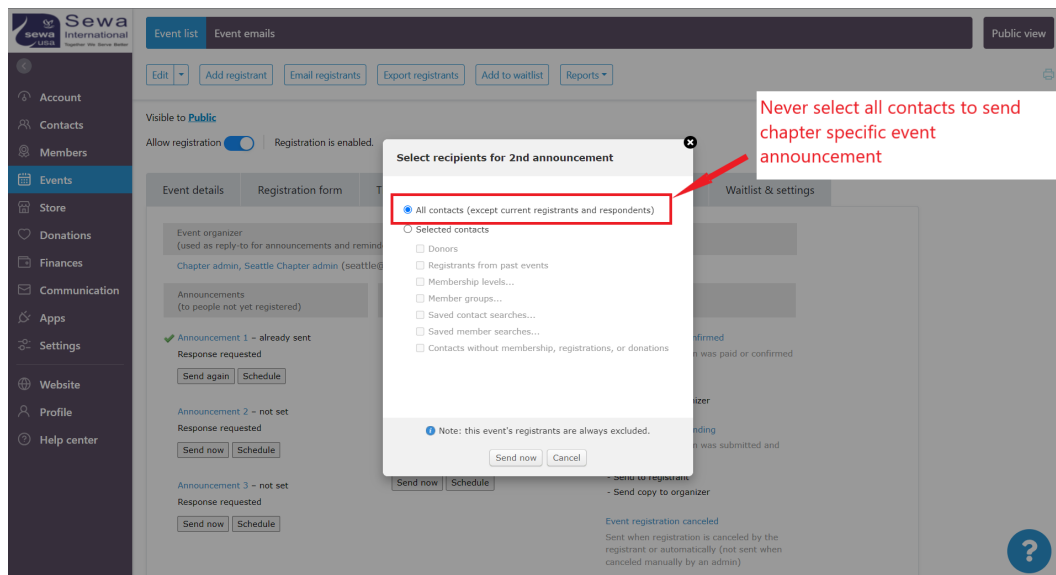 Sewa
International
sewa
USA
Together We Serve Better
Event list
Event emails
Public view
Edit
Add registrant
Email registrants
Export registrants
Add to waitlist
Reports
Account
Contacts
Members
Events
Store
Donations
Finances
Communication
Apps
Settings
Website
Profile
Help center
Visible to Public
Allow registration
Registration is enabled.
Never select all contacts to send
chapter specific event
announcement
Event details
Registration form
T
Waitlist & settings
Select recipients for 2nd announcement
All contacts (except current registrants and respondents)
Selected contacts
Donors
Registrants from past events
Membership levels...
Member groups...
Saved contact searches...
Saved member searches...
Contacts without membership, registrations, or donations
Note: this event's registrants are always excluded.
Send now
Cancel
Event organizer
(used as reply-to for announcements and remind
Chapter admin, Seattle Chapter admin (seattle@
Announcements
(to people not yet registered)
Announcement 1 – already sent
Response requested
Send again
Schedule
Announcement 2 – not set
Response requested
Send now
Schedule
Announcement 3 – not set
Response requested
Send now
Schedule
Send now
Schedule
nfirmed
n was paid or confirmed
nizer
nding
n was submitted and
- Send to registrant
- Send copy to organizer
Event registration canceled
Sent when registration is canceled by the
registrant or automatically (not sent when
canceled manually by an admin)
?